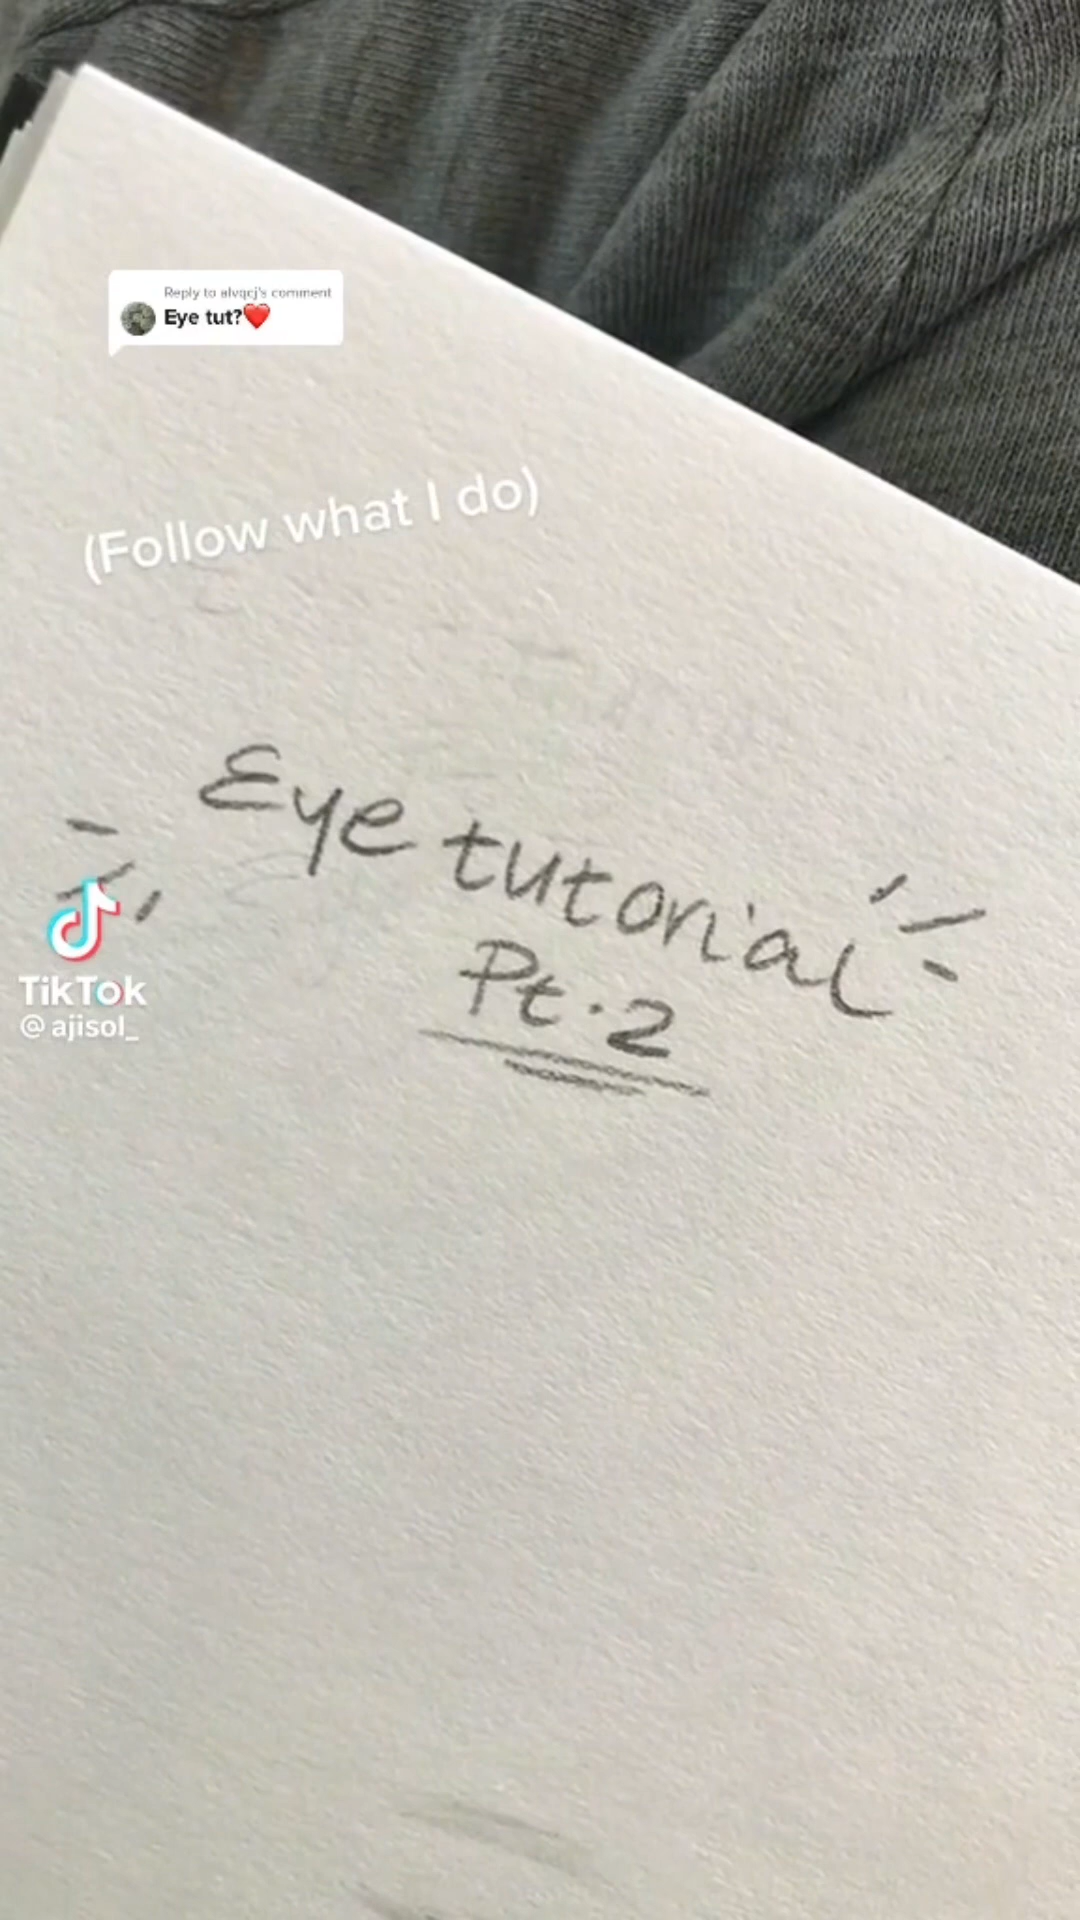 Reply to alvqcj's comment
Eye tut?❤️
(Follow what I do)
Eye tutorial
Pt.2
TikTok
@ajisol_